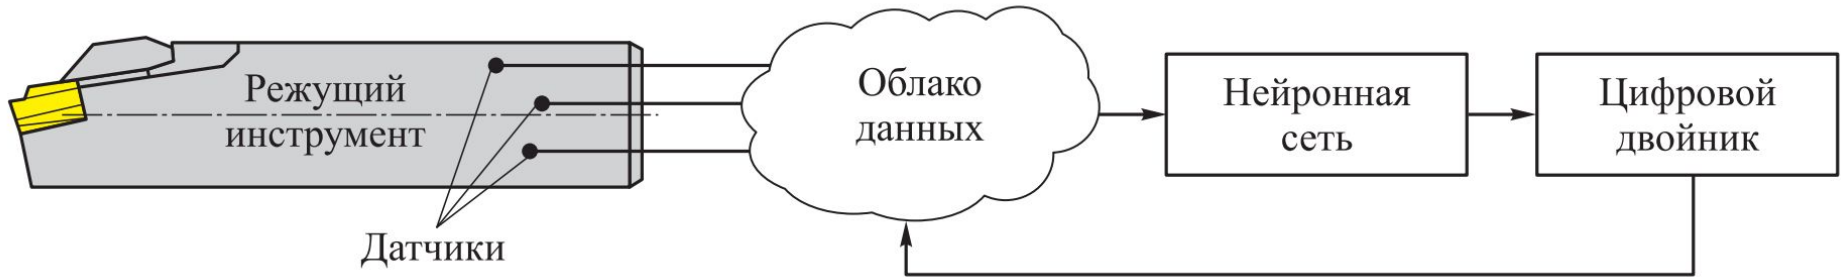 Режущий
инструмент
Датчики
Облако
данных
Нейронная
сеть
Цифровой
двойник